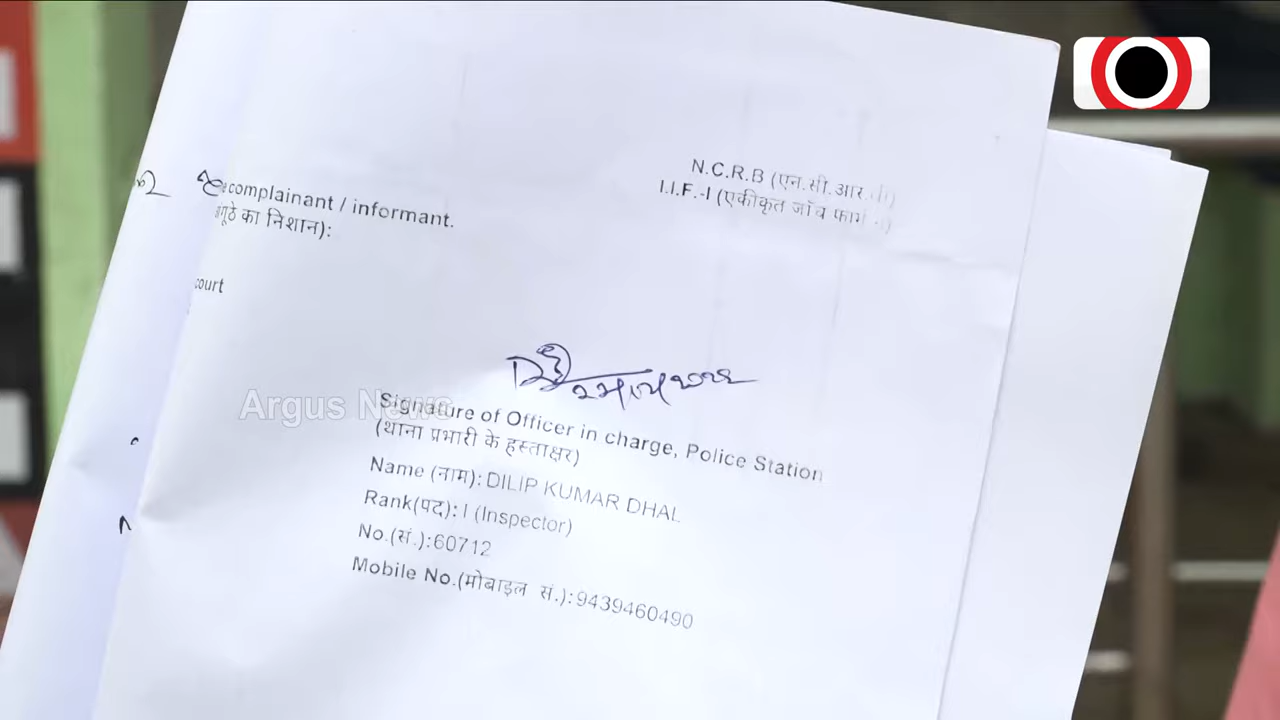 N.C.R.B (एन.सी.आर.बी)
I.I.F.-I (एकीकृत जाँच फार्म -I)
complainant / informant.
अंगूठे का निशान):
court
Argus News
Signature of Officer in charge, Police Station
(थाना प्रभारी के हस्ताक्षर)
Name (नाम): DILIP KUMAR DHAL
Rank(पद): I (Inspector)
No.(सं.):60712
Mobile No.(मोबाइल सं.):9439460490